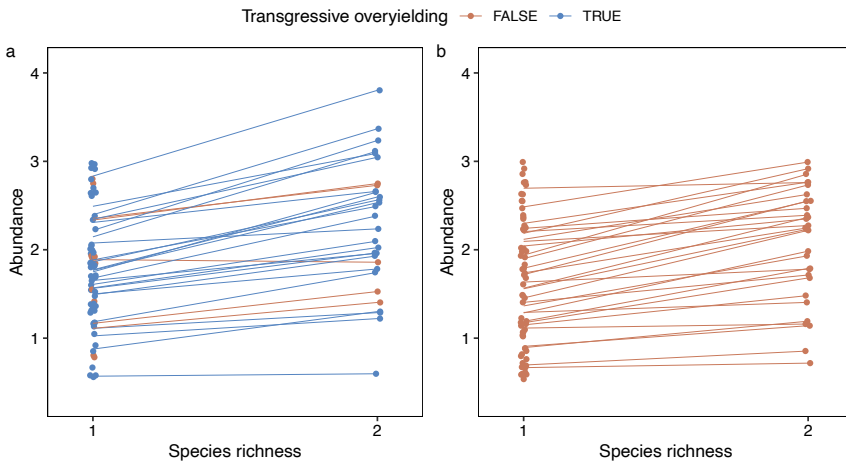 Transgressive overyielding FALSE TRUE
a
b
4
3
2
1
Abundance
1 2
Species richness
4
3
2
1
Abundance
1 2
Species richness